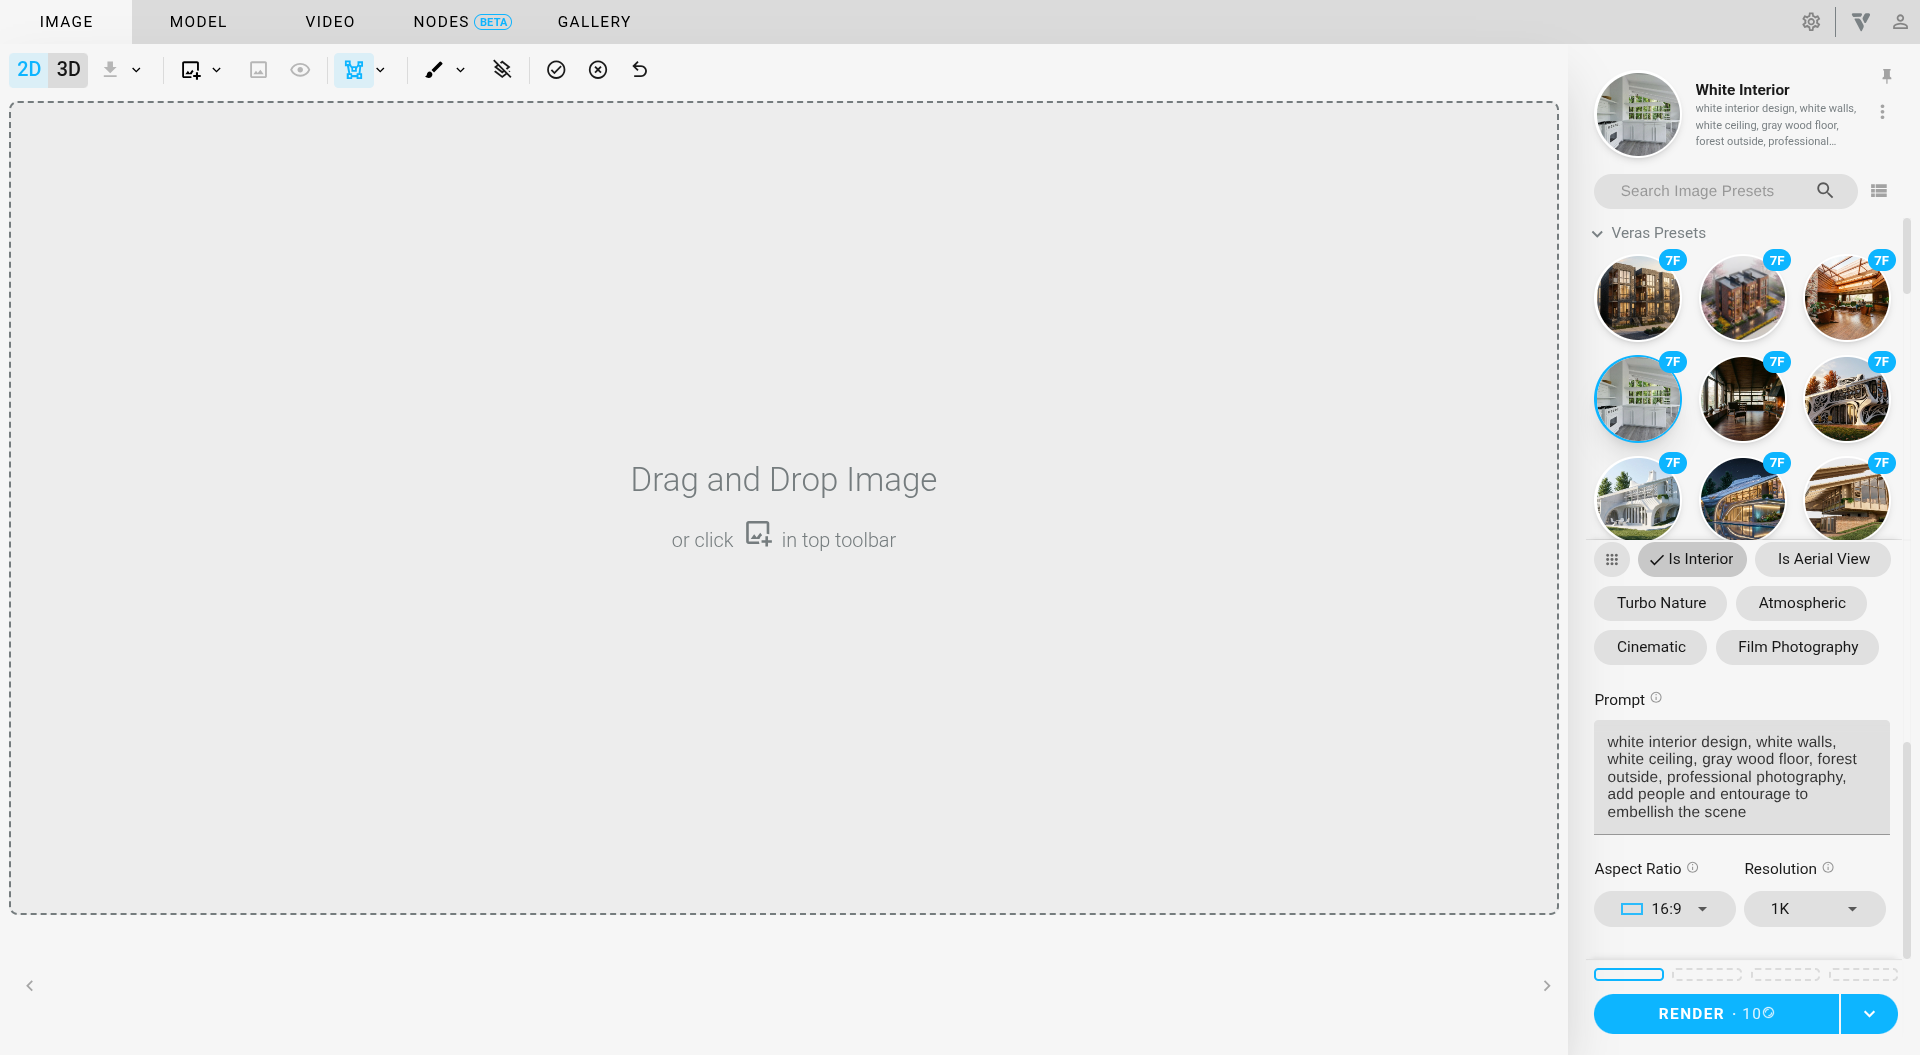 IMAGE
MODEL
VIDEO
NODES BETA
GALLERY
2D 3D
Drag and Drop Image
or click in top toolbar
White Interior
white interior design, white walls,
white ceiling, gray wood floor,
forest outside, professional...
Search Image Presets
Veras Presets
7F 7F 7F
7F 7F 7F
7F 7F 7F
Is Interior Is Aerial View
Turbo Nature Atmospheric
Cinematic Film Photography
Prompt
white interior design, white walls,
white ceiling, gray wood floor, forest
outside, professional photography,
add people and entourage to
embellish the scene
Aspect Ratio Resolution
16:9 1K
RENDER · 10